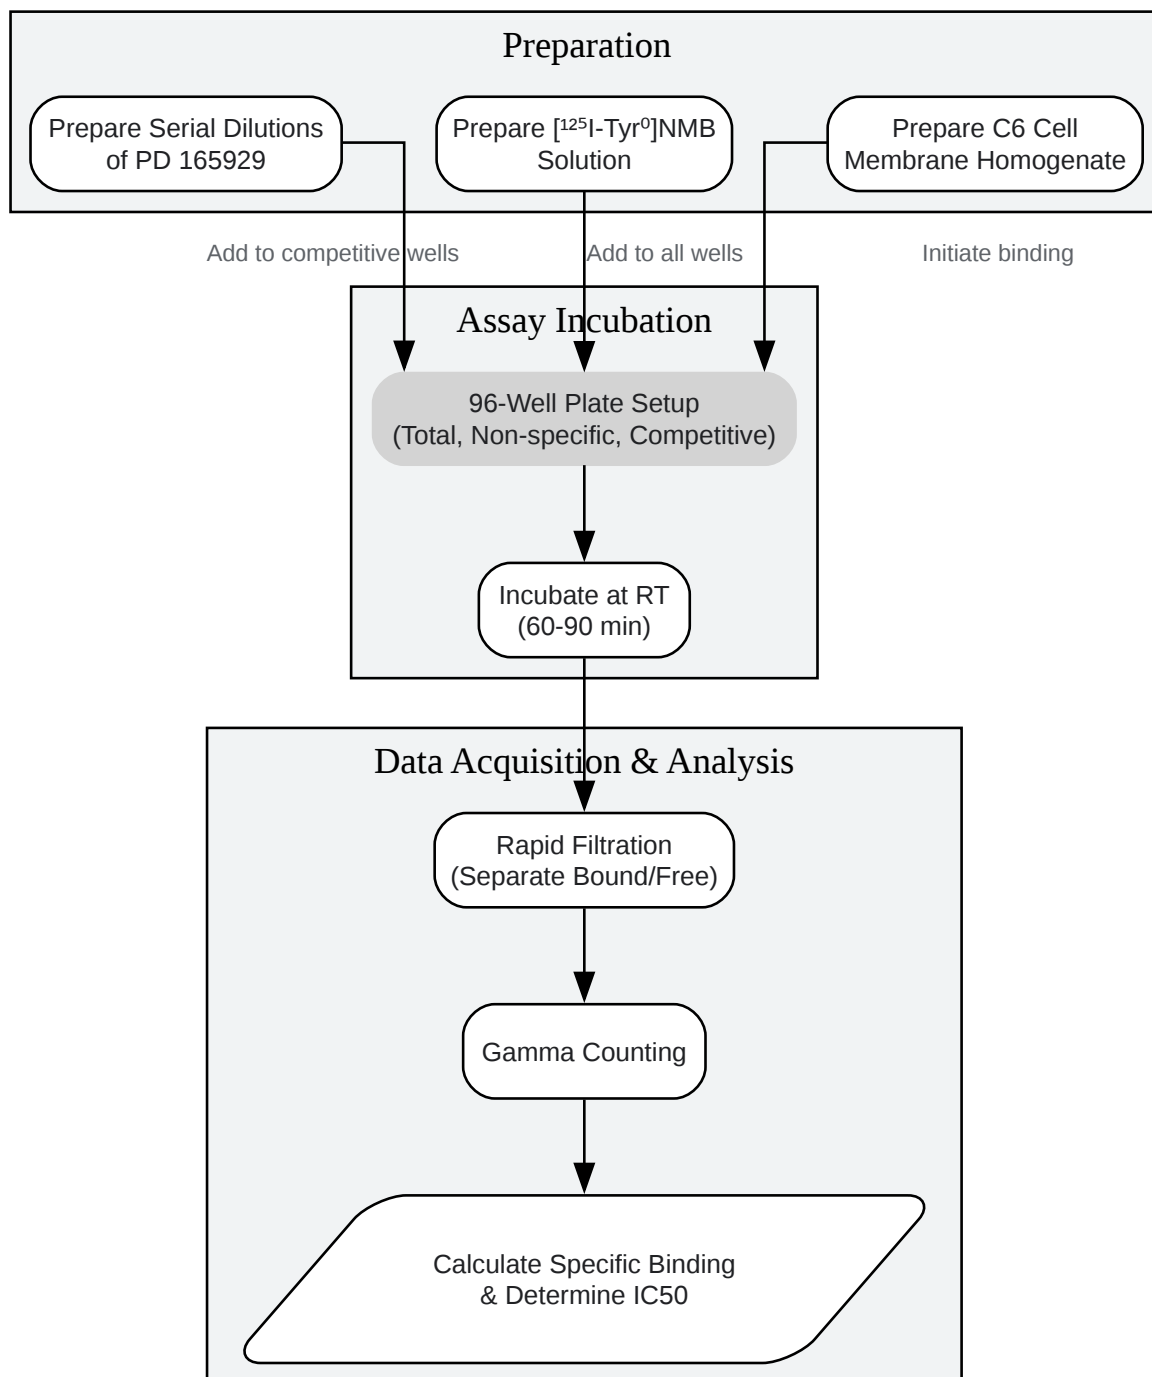 Preparation
Prepare Serial Dilutions
of PD 165929
Prepare [¹²⁵I-Tyr⁰]NMB
Solution
Prepare C6 Cell
Membrane Homogenate
Add to competitive wells
Add to all wells
Initiate binding
Assay Incubation
96-Well Plate Setup
(Total, Non-specific, Competitive)
Incubate at RT
(60-90 min)
Data Acquisition & Analysis
Rapid Filtration
(Separate Bound/Free)
Gamma Counting
Calculate Specific Binding
& Determine IC50